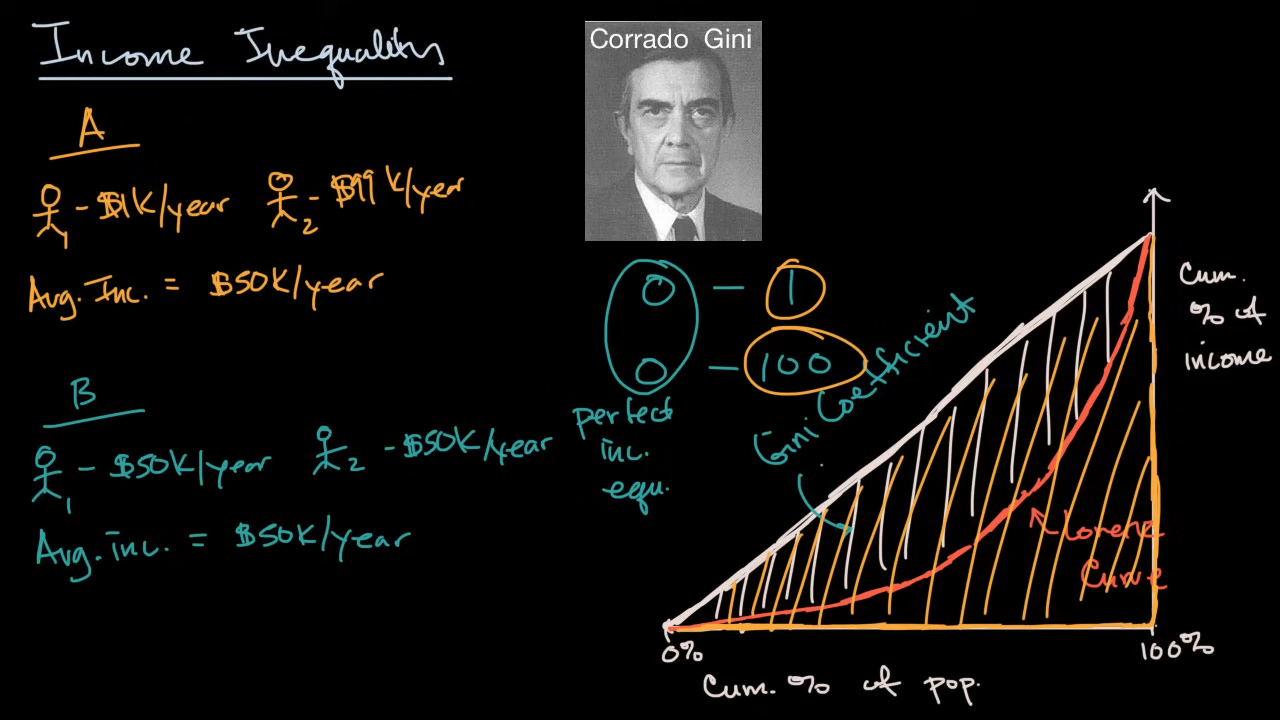 Income Inequality
Corrado Gini
A
1 - $1K/year 2 - $99K/year
Avg. Inc. = $50K/year
B
1 - $50K/year 2 - $50K/year
Avg. inc. = $50K/year
0 - 1
0 - 100
perfect
inc.
equ.
Gini Coefficient
Lorenz
Curve
Cum.
% of
income
0%
100%
Cum. % of pop.